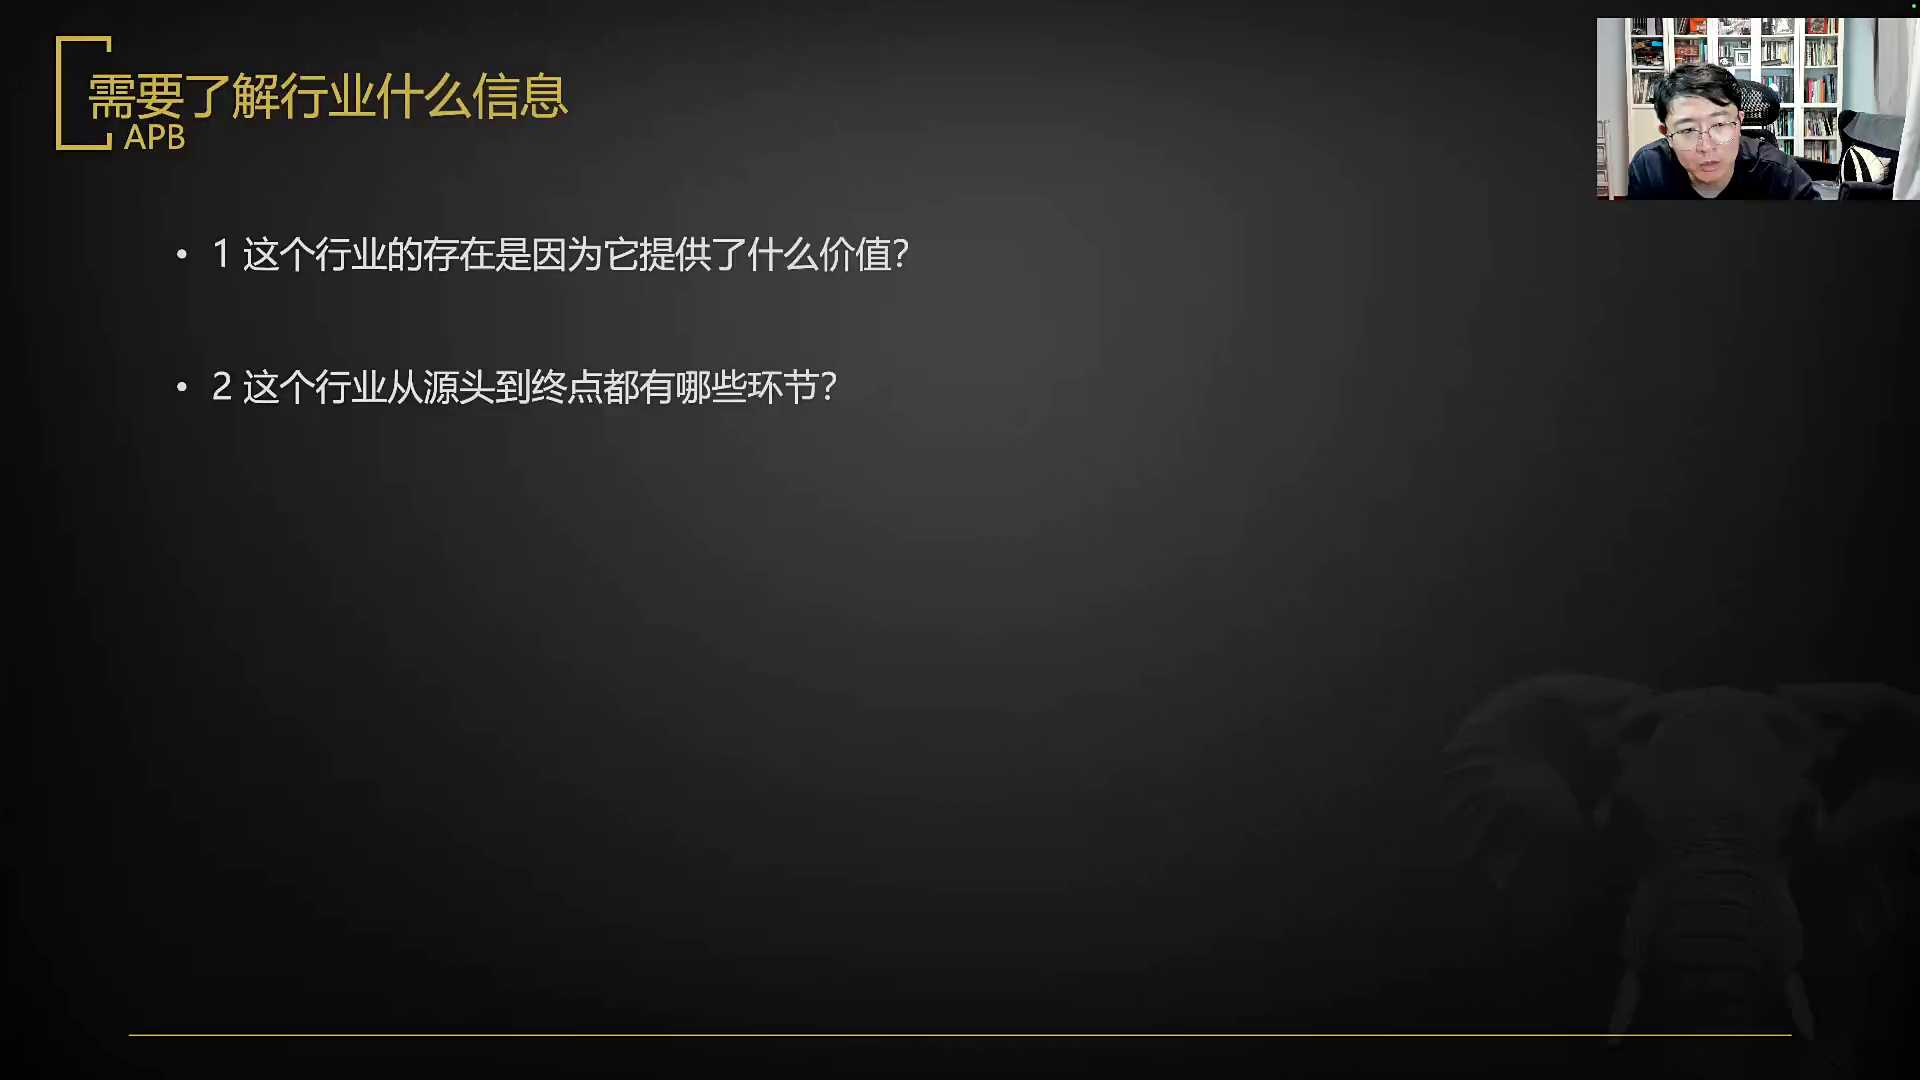 需要了解行业什么信息
APB
• 1 这个行业的存在是因为它提供了什么价值?
• 2 这个行业从源头到终点都有哪些环节?